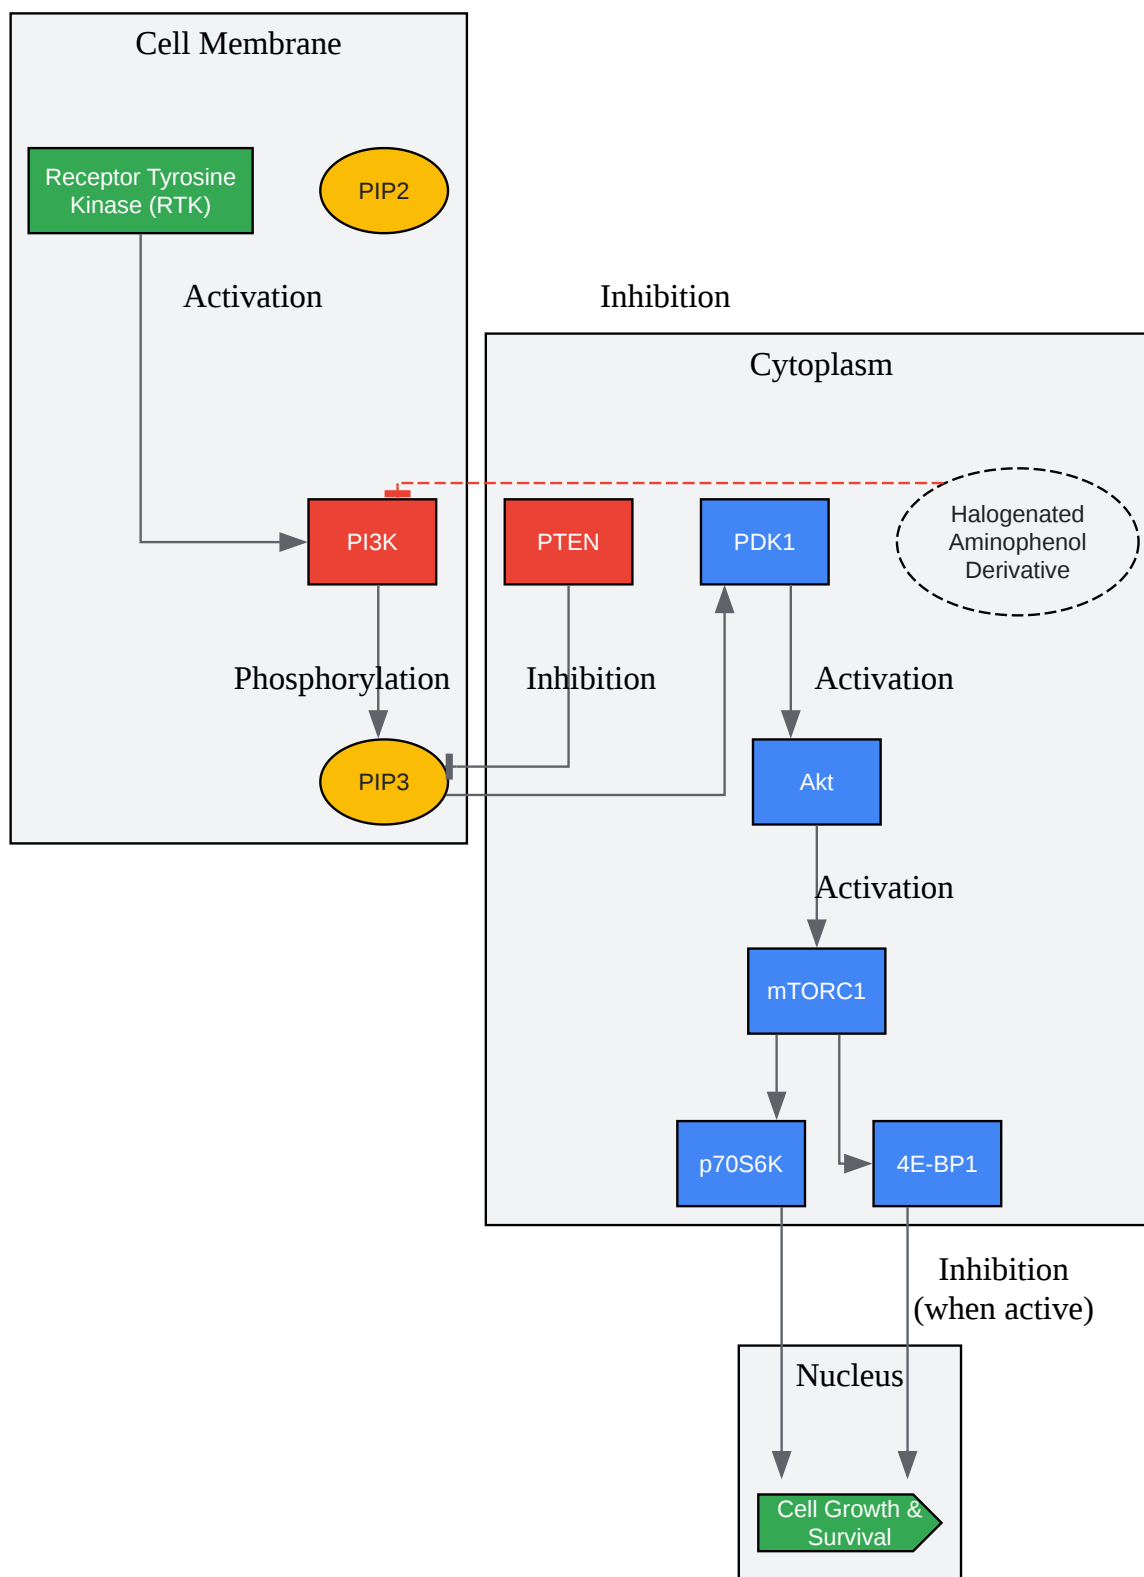 Cell Membrane
Receptor Tyrosine
Kinase (RTK)
PIP2
Activation
Inhibition
Cytoplasm
PI3K
PTEN
PDK1
Halogenated
Aminophenol
Derivative
Phosphorylation
Inhibition
Activation
PIP3
Akt
Activation
mTORC1
p70S6K
4E-BP1
Inhibition
(when active)
Nucleus
Cell Growth &
Survival